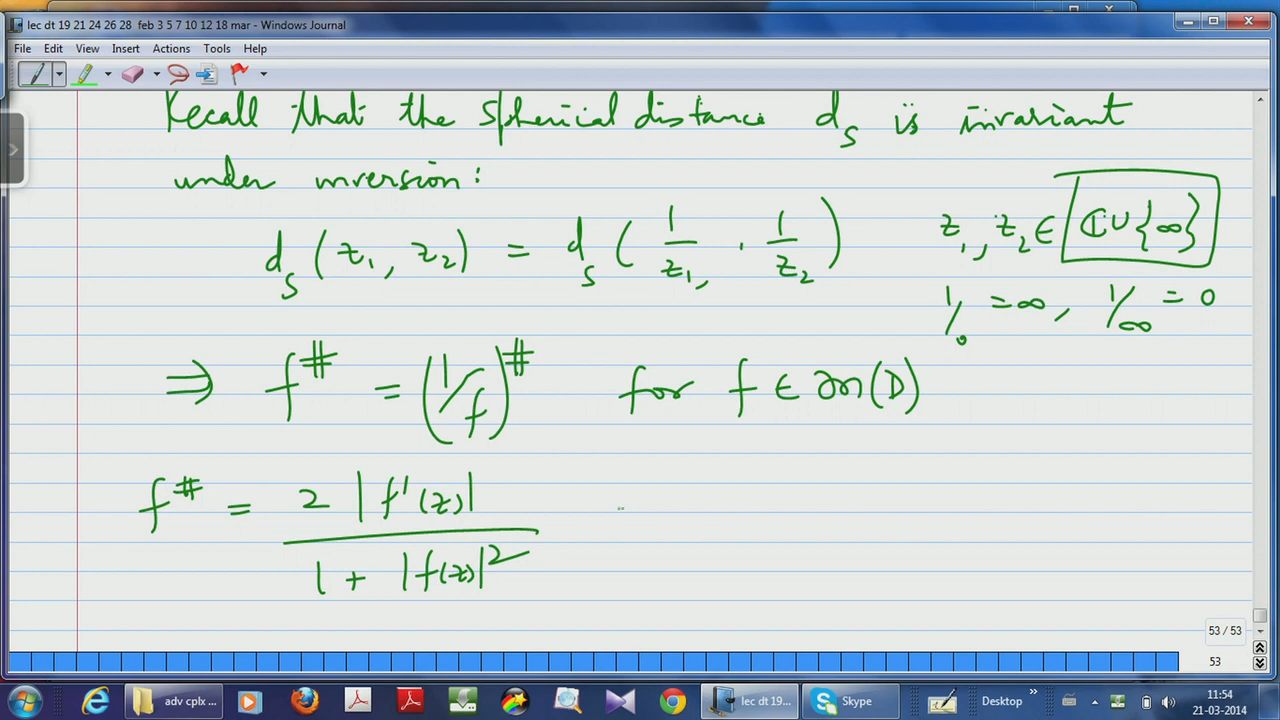 lec dt 19 21 24 26 28 feb 3 5 7 10 12 18 mar - Windows Journal
File Edit View Insert Actions Tools Help
Recall that the spherical distance d_s is invariant
under inversion:
d_s (z_1, z_2) = d_s (1/z_1, 1/z_2) z_1, z_2 ∈ ℂ∪{∞}
1/0 = ∞, 1/∞ = 0
⇒ f^# = (1/f)^# for f ∈ m(D)
f^# = 2 |f'(z)| / 1 + |f(z)|^2
53 / 53
53
adv cplx ... lec dt 19... Skype Desktop » 11:54
21-03-2014